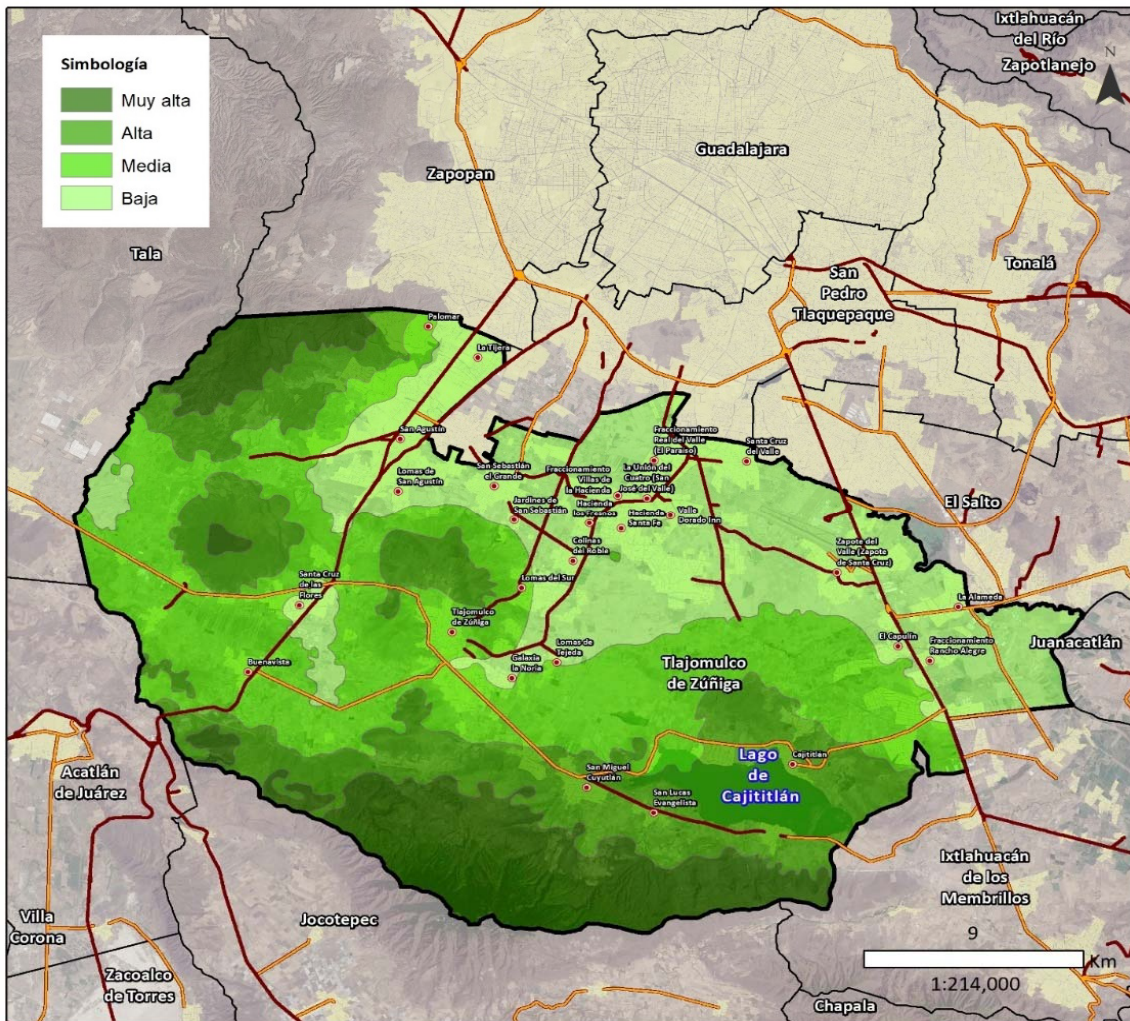 Simbología
Muy alta
Alta
Media
Baja
Ixtlahuacán
del Río
Zapotlanejo
N
Guadalajara
Zapopan
Tala
Tonalá
San
Pedro
Tlaquepaque
Palomar
La Tijera
San Agustín
Fraccionamiento
Real del Valle
(El Paraíso)
Santa Cruz
del Valle
Lomas de
San Agustín
San Sebastián
el Grande
Fraccionamiento
Villas de
la Hacienda
La Unión del
Cuatro (San
José del Valle)
El Salto
Jardines de
San Sebastián
Hacienda
los Fresnos
Hacienda
Santa Fe
Valle
Dorado Inn
Colinas
del Roble
Zapote del
Valle (Zapote
de Santa Cruz)
Santa Cruz
de las
Flores
Lomas del Sur
La Alameda
Tlajomulco
de Zúñiga
El Capulín
Fraccionamiento
Rancho Alegre
Juanacatlán
Buenavista
Galaxia
la Noria
Lomas de
Tejeda
Tlajomulco
de Zúñiga
Acatlán
de Juárez
San Miguel
Cuyutlán
Lago
de
Cajititlán
Cajititlán
San Lucas
Evangelista
Ixtlahuacán
de los
Membrillos
Villa
Corona
Jocotepec
Zacoalco
de Torres
9
Km
1:214,000
Chapala